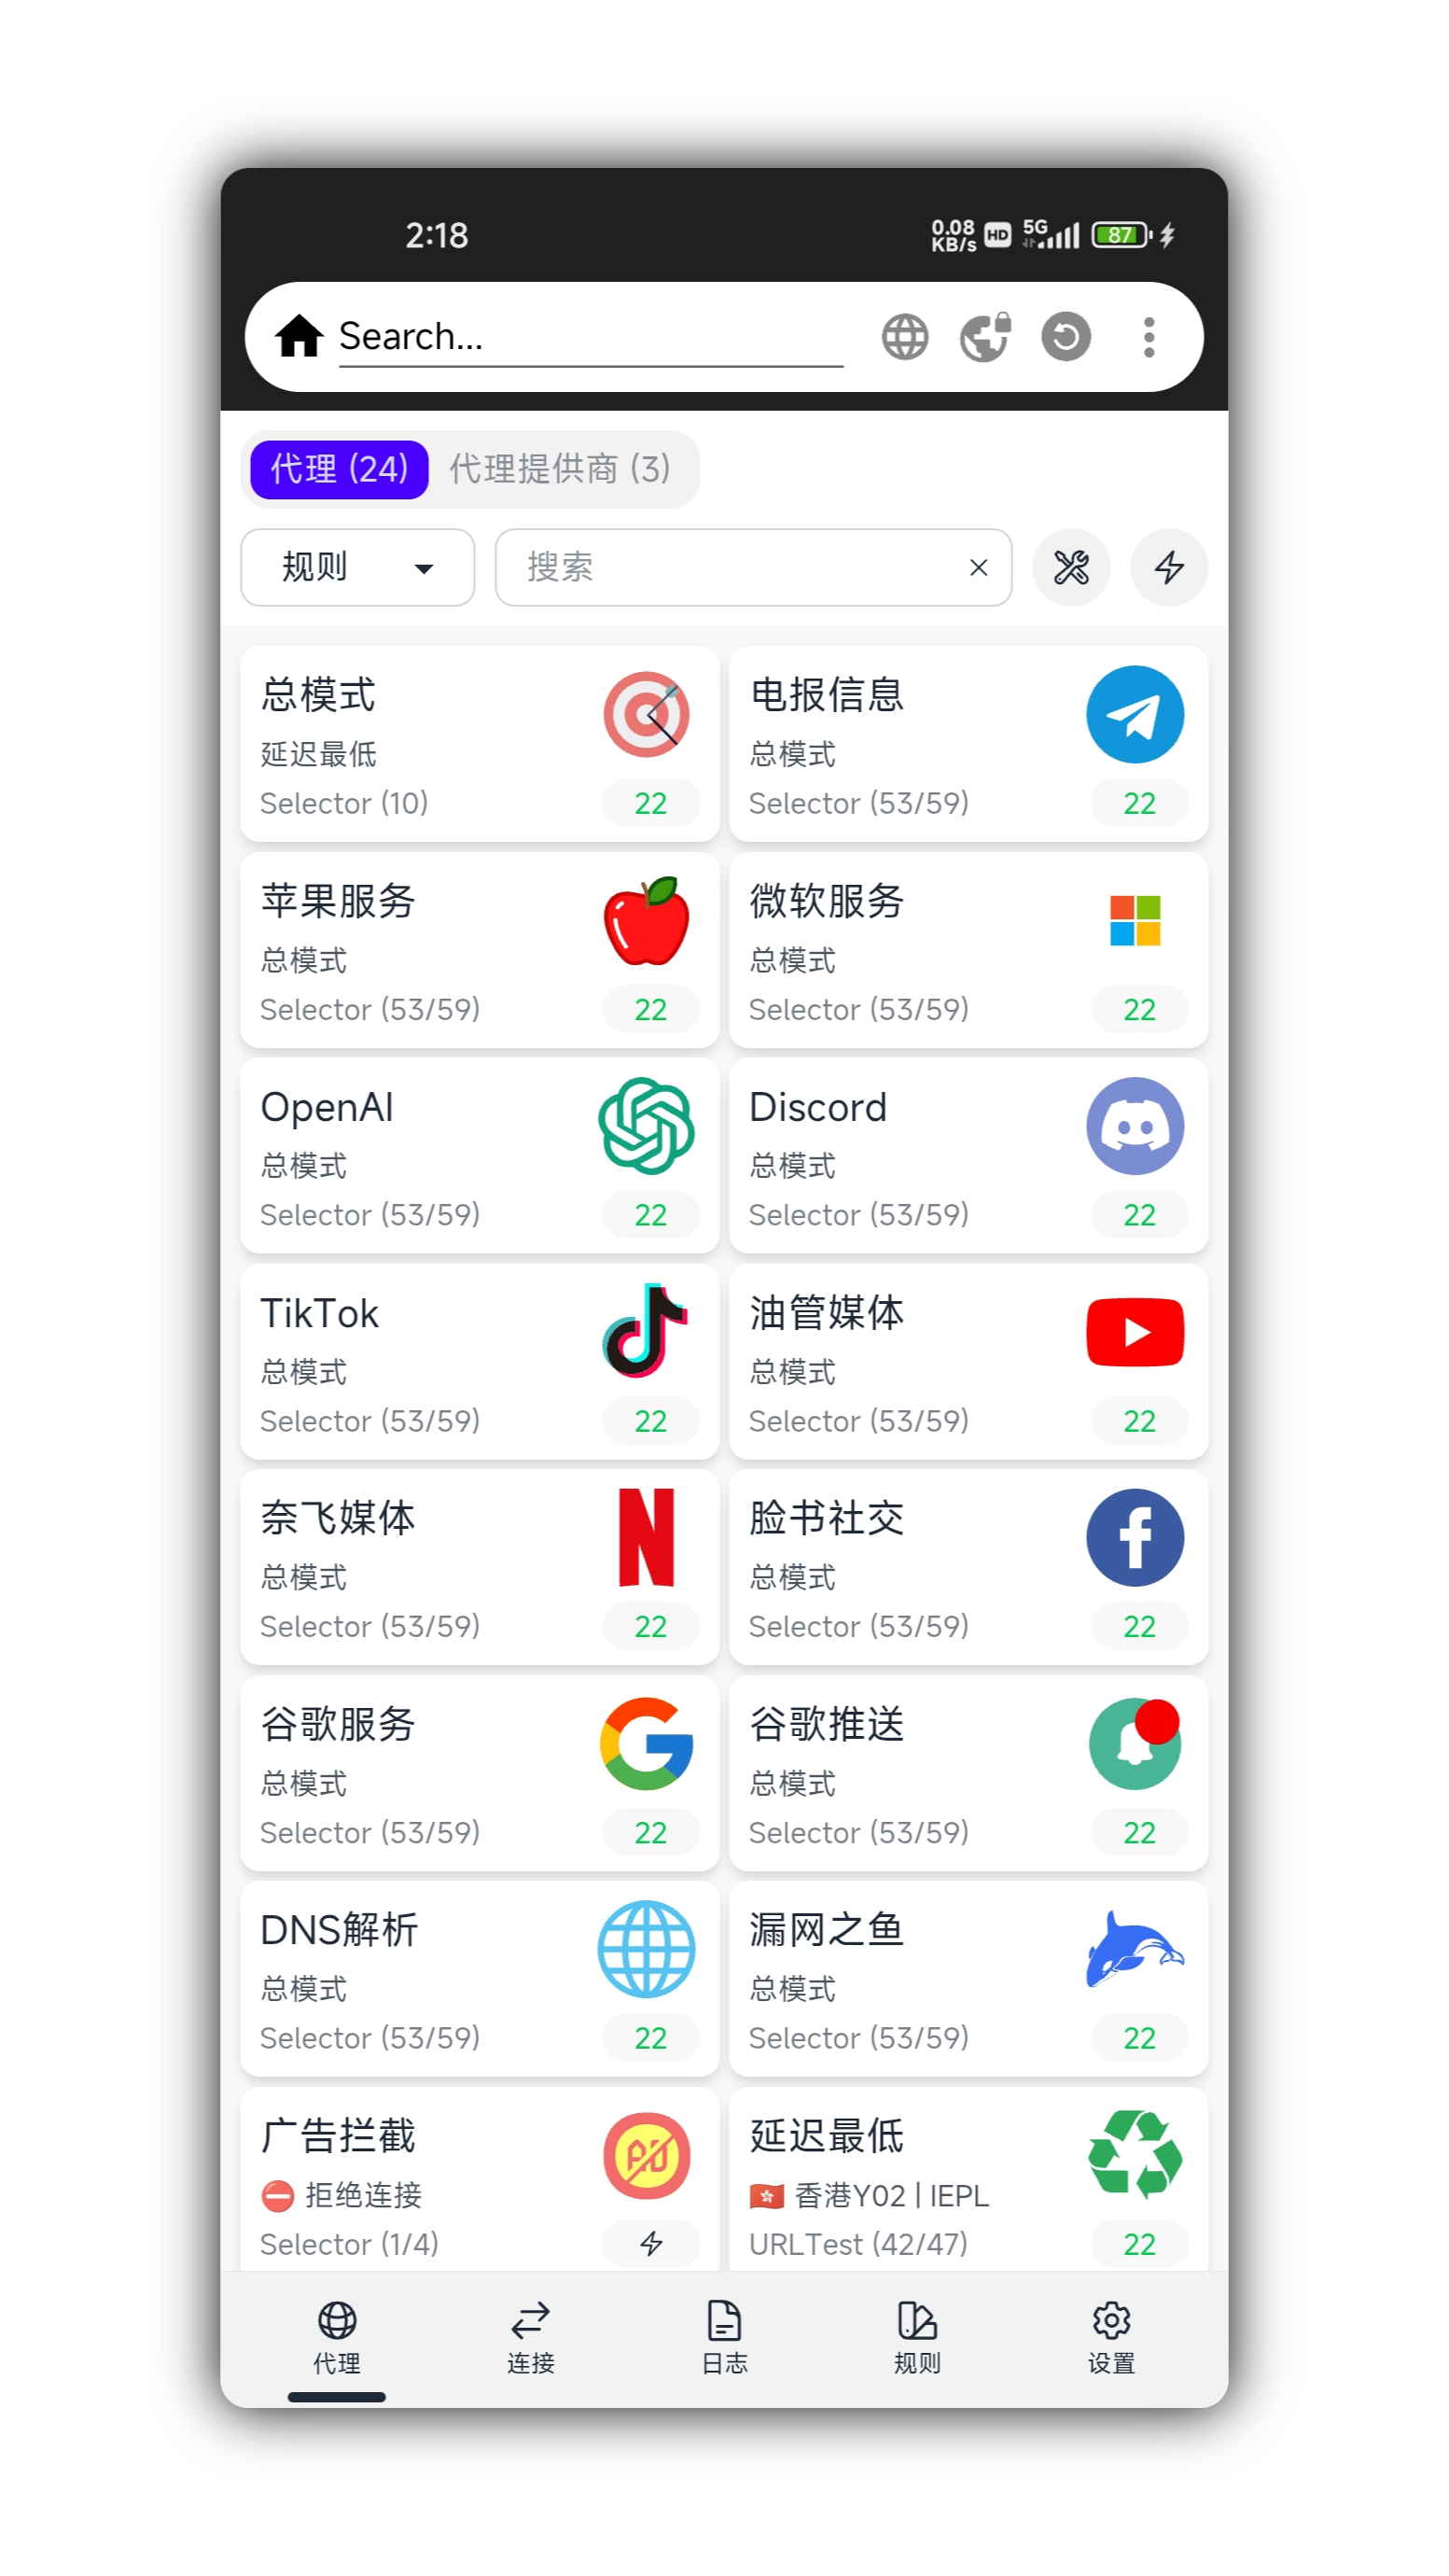 2:18
0.08
KB/s
HD
5G
87
Search...
代理 (24)
代理提供商 (3)
规则
搜索
总模式
延迟最低
Selector (10)
22
电报信息
总模式
Selector (53/59)
22
苹果服务
总模式
Selector (53/59)
22
微软服务
总模式
Selector (53/59)
22
OpenAI
总模式
Selector (53/59)
22
Discord
总模式
Selector (53/59)
22
TikTok
总模式
Selector (53/59)
22
油管媒体
总模式
Selector (53/59)
22
奈飞媒体
总模式
Selector (53/59)
22
脸书社交
总模式
Selector (53/59)
22
谷歌服务
总模式
Selector (53/59)
22
谷歌推送
总模式
Selector (53/59)
22
DNS解析
总模式
Selector (53/59)
22
漏网之鱼
总模式
Selector (53/59)
22
广告拦截
AD
⛔ 拒绝连接
Selector (1/4)
延迟最低
🇭🇰 香港Y02 | IEPL
URLTest (42/47)
22
代理
连接
日志
规则
设置